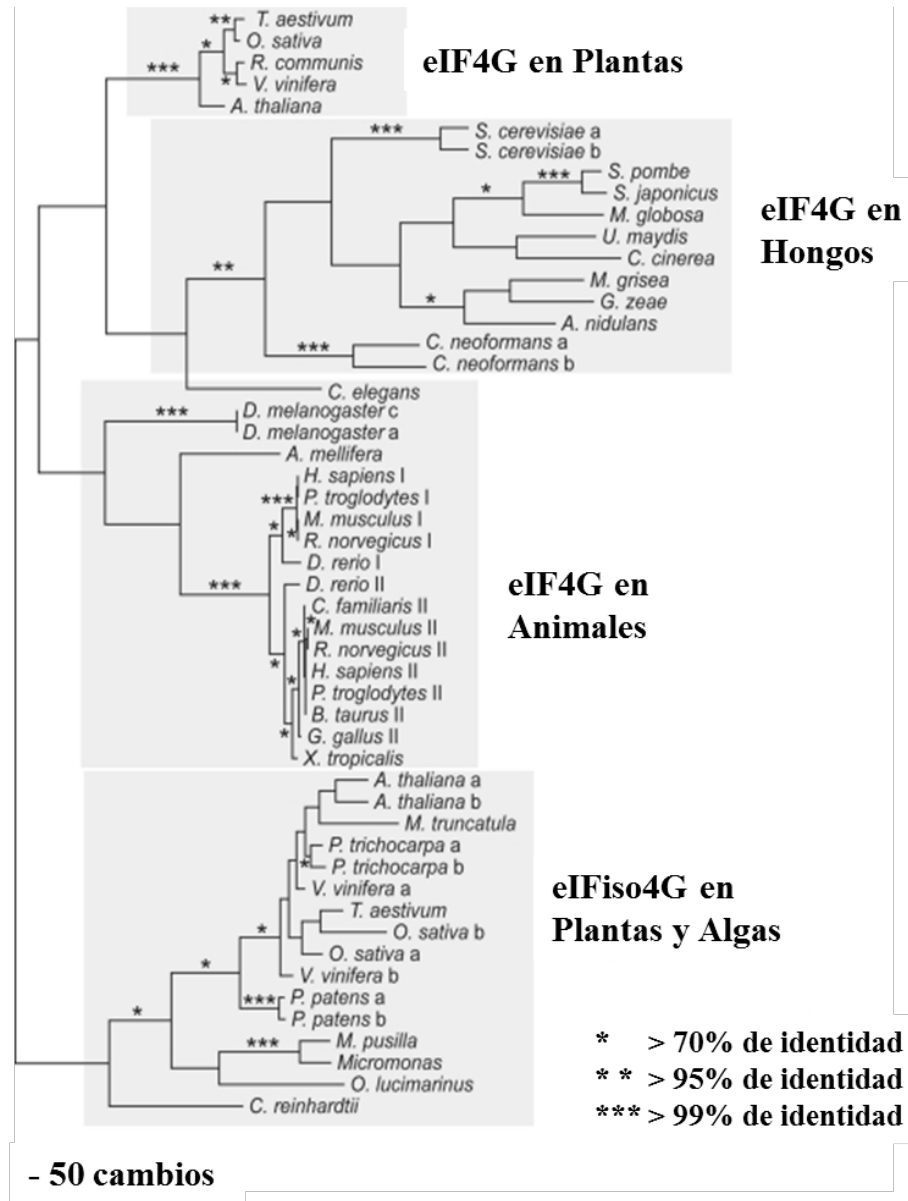 ** T. aestivum
* O. sativa
*** R. communis
* V. vinifera
A. thaliana
eIF4G en Plantas
*** S. cerevisiae a
S. cerevisiae b
*** S. pombe
* S. japonicus
M. globosa
U. maydis
C. cinerea
** M. grisea
* G. zeae
A. nidulans
*** C. neoformans a
C. neoformans b
C. elegans
eIF4G en
Hongos
*** D. melanogaster c
D. melanogaster a
A. mellifera
H. sapiens I
*** P. troglodytes I
* M. musculus I
* R. norvegicus I
D. rerio I
*** D. rerio II
C. familiaris II
* M. musculus II
* R. norvegicus II
* H. sapiens II
* P. troglodytes II
B. taurus II
* G. gallus II
X. tropicalis
eIF4G en
Animales
A. thaliana a
A. thaliana b
M. truncatula
P. trichocarpa a
* P. trichocarpa b
V. vinifera a
T. aestivum
* O. sativa b
O. sativa a
* V. vinifera b
*** P. patens a
P. patens b
* *** M. pusilla
Micromonas
O. lucimarinus
C. reinhardtii
eIFiso4G en
Plantas y Algas
* > 70% de identidad
* * > 95% de identidad
*** > 99% de identidad
- 50 cambios